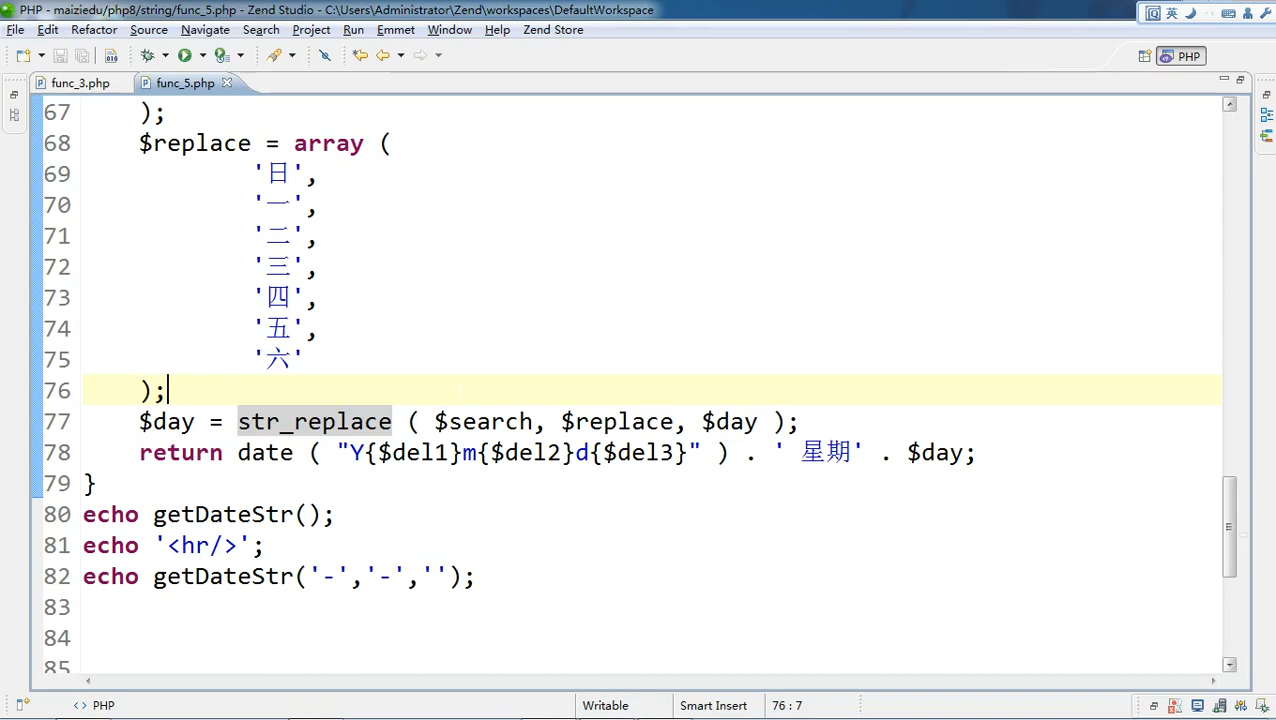 PHP - maiziedu/php8/string/func_5.php - Zend Studio - C:\Users\Administrator\Zend\workspaces\DefaultWorkspace
英
File Edit Refactor Source Navigate Search Project Run Emmet Window Help Zend Store
PHP
func_3.php func_5.php
67 );
68 $replace = array (
69 '日',
70 '一',
71 '二',
72 '三',
73 '四',
74 '五',
75 '六'
76 );
77 $day = str_replace ( $search, $replace, $day );
78 return date ( "Y{$del1}m{$del2}d{$del3}" ) . ' 星期' . $day;
79 }
80 echo getDateStr();
81 echo '<hr/>';
82 echo getDateStr('-','-','');
83
84
85
<> PHP Writable Smart Insert 76 : 7